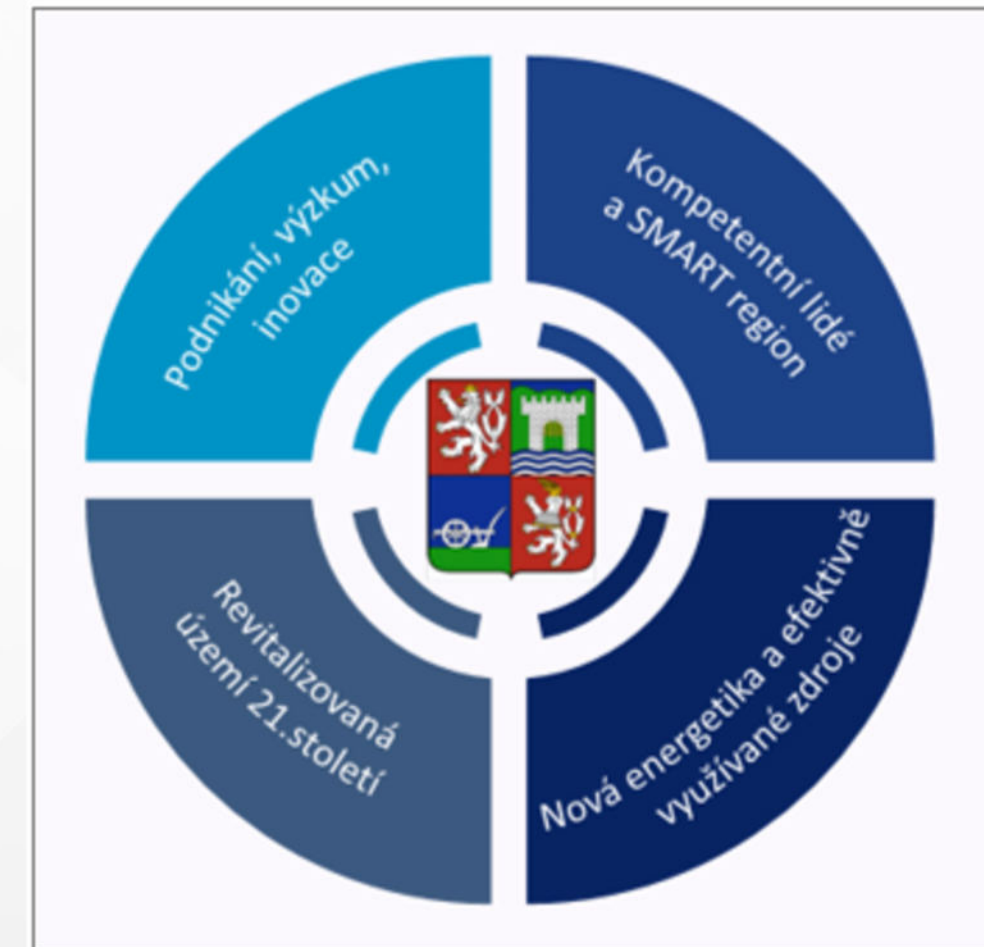 Podnikání, výzkum,
inovace
Kompetentní lidé
a SMART region
Revitalizovaná
území 21.století
Nová energetika a efektivně
využívané zdroje